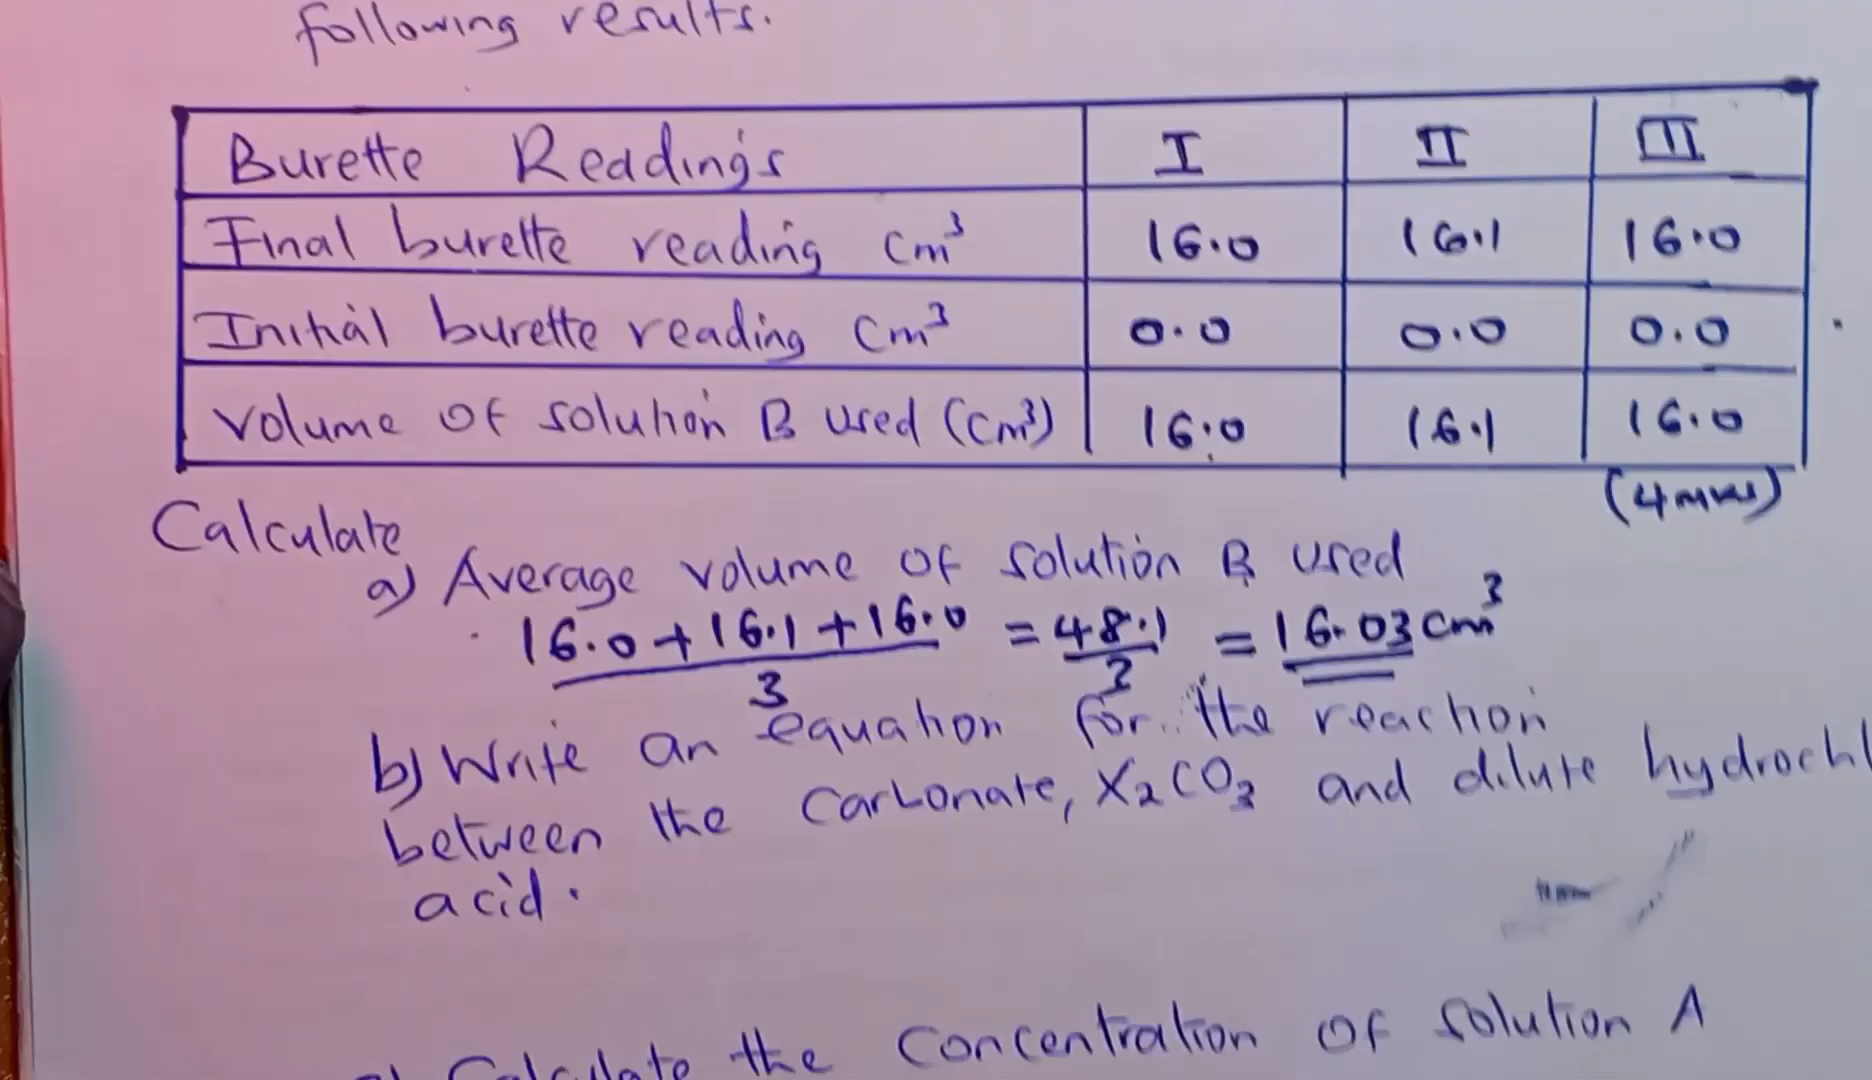 following results.
Burette Readings I II III
Final burette reading cm³ 16.0 16.1 16.0
Initial burette reading cm³ 0.0 0.0 0.0
Volume of solution B used (cm³) 16.0 16.1 16.0
(4mks)
Calculate
a) Average volume of solution B used
16.0 + 16.1 + 16.0 / 3 = 48.1 / 3 = 16.03 cm³
b) Write an equation for the reaction
between the carbonate, X₂CO₃ and dilute hydrochl
acid.
Calculate the concentration of solution A